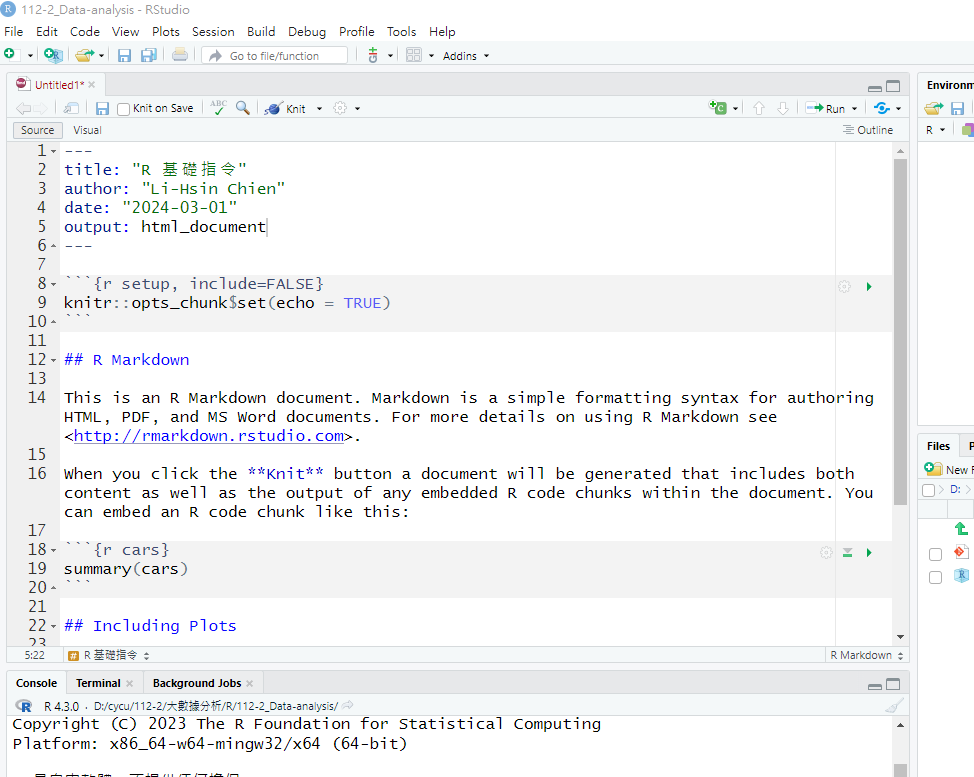 112-2_Data-analysis - RStudio
File Edit Code View Plots Session Build Debug Profile Tools Help
Go to file/function Addins
Untitled1*
Knit on Save ABC Knit Run
Source Visual Outline
1 ---
2 title: "R 基礎指令"
3 author: "Li-Hsin Chien"
4 date: "2024-03-01"
5 output: html_document
6 ---
7
8 ```{r setup, include=FALSE}
9 knitr::opts_chunk$set(echo = TRUE)
10 ```
11
12 ## R Markdown
13
14 This is an R Markdown document. Markdown is a simple formatting syntax for authoring
HTML, PDF, and MS Word documents. For more details on using R Markdown see
<http://rmarkdown.rstudio.com>.
15
16 When you click the **Knit** button a document will be generated that includes both
content as well as the output of any embedded R code chunks within the document. You
can embed an R code chunk like this:
17
18 ```{r cars}
19 summary(cars)
20 ```
21
22 ## Including Plots
23
5:22 # R 基礎指令 R Markdown
Console Terminal Background Jobs
R 4.3.0 · D:/cycu/112-2/大數據分析/R/112-2_Data-analysis/
Copyright (C) 2023 The R Foundation for Statistical Computing
Platform: x86_64-w64-mingw32/x64 (64-bit)
Environm
R
Files P
New F
D: